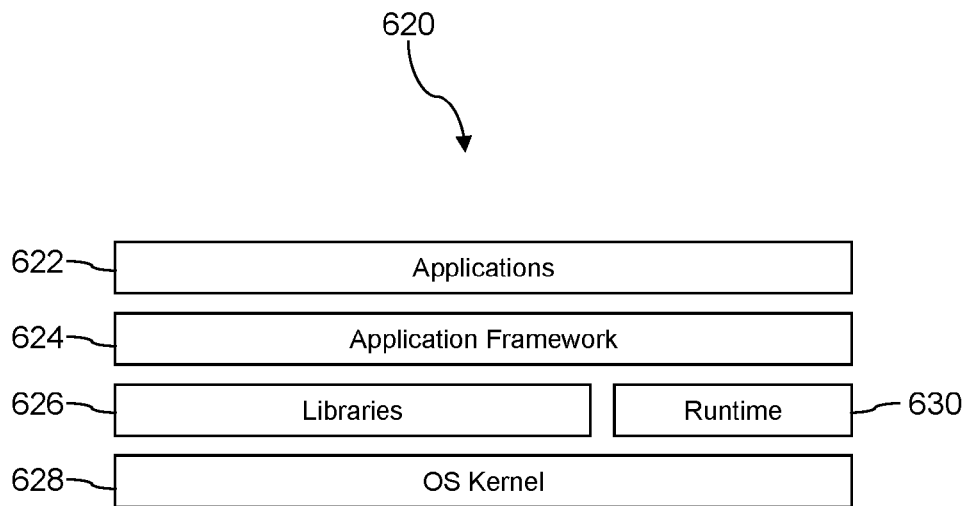 620
622 Applications
624 Application Framework
626 Libraries Runtime 630
628 OS Kernel